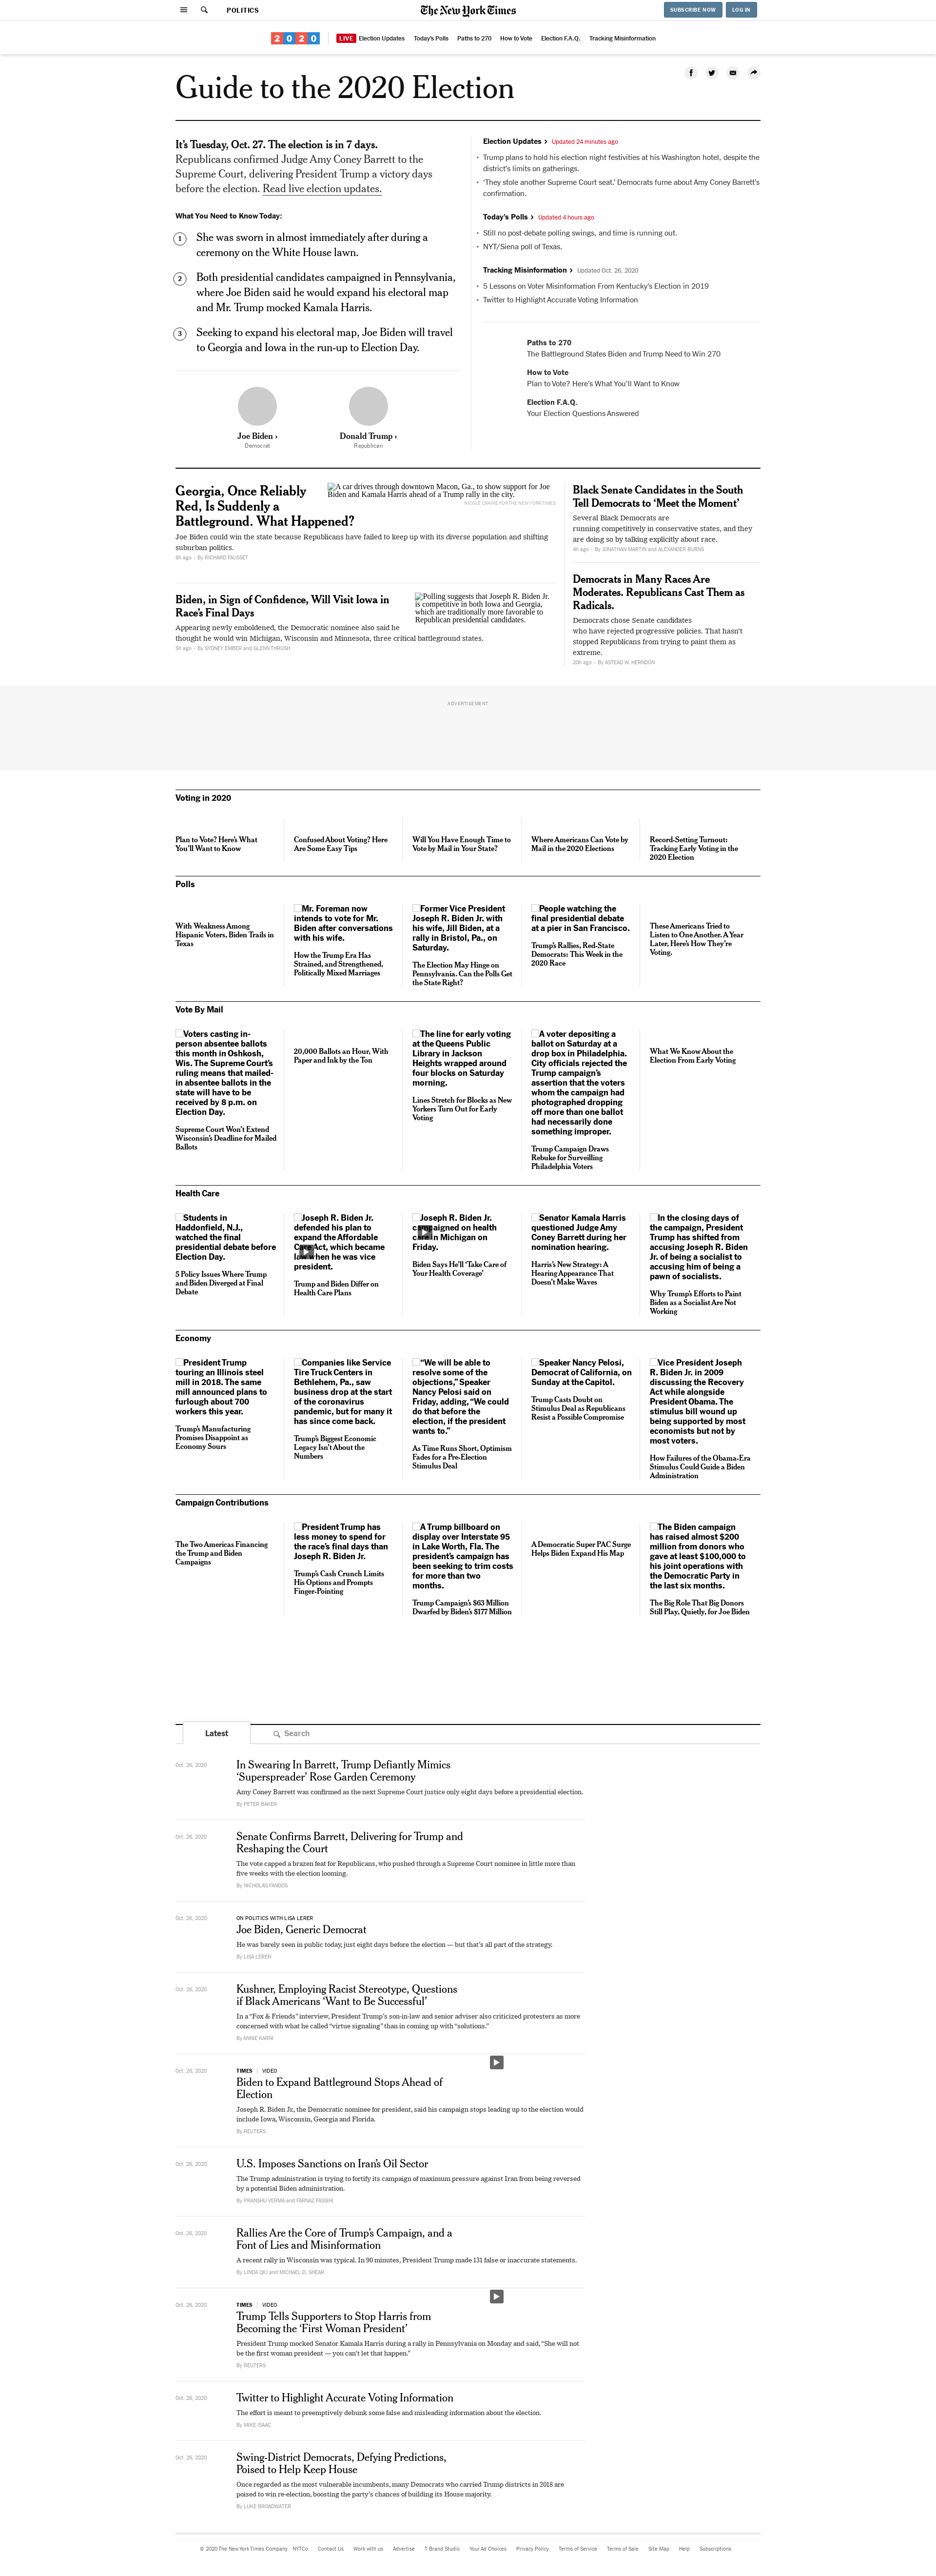 POLITICS
The New York Times
SUBSCRIBE NOW
LOG IN
2020
LIVE Election Updates
Today's Polls
Paths to 270
How to Vote
Election F.A.Q.
Tracking Misinformation
Guide to the 2020 Election
It's Tuesday, Oct. 27. The election is in 7 days.
Republicans confirmed Judge Amy Coney Barrett to the
Supreme Court, delivering President Trump a victory days
before the election. Read live election updates.
What You Need to Know Today:
1 She was sworn in almost immediately after during a
ceremony on the White House lawn.
2 Both presidential candidates campaigned in Pennsylvania,
where Joe Biden said he would expand his electoral map
and Mr. Trump mocked Kamala Harris.
3 Seeking to expand his electoral map, Joe Biden will travel
to Georgia and Iowa in the run-up to Election Day.
Joe Biden ›
Democrat
Donald Trump ›
Republican
Election Updates › Updated 24 minutes ago
• Trump plans to hold his election night festivities at his Washington hotel, despite the
district's limits on gatherings.
• 'They stole another Supreme Court seat.' Democrats fume about Amy Coney Barrett's
confirmation.
Today's Polls › Updated 4 hours ago
• Still no post-debate polling swings, and time is running out.
• NYT/Siena poll of Texas.
Tracking Misinformation › Updated Oct. 26, 2020
• 5 Lessons on Voter Misinformation From Kentucky's Election in 2019
• Twitter to Highlight Accurate Voting Information
Paths to 270
The Battleground States Biden and Trump Need to Win 270
How to Vote
Plan to Vote? Here's What You'll Want to Know
Election F.A.Q.
Your Election Questions Answered
Georgia, Once Reliably
Red, Is Suddenly a
Battleground. What Happened?
A car drives through downtown Macon, Ga., to show support for Joe
Biden and Kamala Harris ahead of a Trump rally in the city.
NICOLE CRAINE FOR THE NEW YORK TIMES
Joe Biden could win the state because Republicans have failed to keep up with its diverse population and shifting
suburban politics.
6h ago - By RICHARD FAUSSET
Biden, in Sign of Confidence, Will Visit Iowa in
Race's Final Days
Polling suggests that Joseph R. Biden Jr.
is competitive in both Iowa and Georgia,
which are traditionally more favorable to
Republican presidential candidates.
Appearing newly emboldened, the Democratic nominee also said he
thought he would win Michigan, Wisconsin and Minnesota, three critical battleground states.
5h ago - By SYDNEY EMBER and GLENN THRUSH
Black Senate Candidates in the South
Tell Democrats to 'Meet the Moment'
Several Black Democrats are
running competitively in conservative states, and they
are doing so by talking explicitly about race.
4h ago - By JONATHAN MARTIN and ALEXANDER BURNS
Democrats in Many Races Are
Moderates. Republicans Cast Them as
Radicals.
Democrats chose Senate candidates
who have rejected progressive policies. That hasn't
stopped Republicans from trying to paint them as
extreme.
20h ago - By ASTEAD W. HERNDON
ADVERTISEMENT
Voting in 2020
Plan to Vote? Here's What
You'll Want to Know
Confused About Voting? Here
Are Some Easy Tips
Will You Have Enough Time to
Vote by Mail in Your State?
Where Americans Can Vote by
Mail in the 2020 Elections
Record-Setting Turnout:
Tracking Early Voting in the
2020 Election
Polls
With Weakness Among
Hispanic Voters, Biden Trails in
Texas
Mr. Foreman now
intends to vote for Mr.
Biden after conversations
with his wife.
How the Trump Era Has
Strained, and Strengthened,
Politically Mixed Marriages
Former Vice President
Joseph R. Biden Jr. with
his wife, Jill Biden, at a
rally in Bristol, Pa., on
Saturday.
The Election May Hinge on
Pennsylvania. Can the Polls Get
the State Right?
People watching the
final presidential debate
at a pier in San Francisco.
Trump's Rallies, Red-State
Democrats: This Week in the
2020 Race
These Americans Tried to
Listen to One Another. A Year
Later, Here's How They're
Voting.
Vote By Mail
Voters casting in-
person absentee ballots
this month in Oshkosh,
Wis. The Supreme Court's
ruling means that mailed-
in absentee ballots in the
state will have to be
received by 8 p.m. on
Election Day.
Supreme Court Won't Extend
Wisconsin's Deadline for Mailed
Ballots
20,000 Ballots an Hour, With
Paper and Ink by the Ton
The line for early voting
at the Queens Public
Library in Jackson
Heights wrapped around
four blocks on Saturday
morning.
Lines Stretch for Blocks as New
Yorkers Turn Out for Early
Voting
A voter depositing a
ballot on Saturday at a
drop box in Philadelphia.
City officials rejected the
Trump campaign's
assertion that the voters
whom the campaign had
photographed dropping
off more than one ballot
had necessarily done
something improper.
Trump Campaign Draws
Rebuke for Surveilling
Philadelphia Voters
What We Know About the
Election From Early Voting
Health Care
Students in
Haddonfield, N.J.,
watched the final
presidential debate before
Election Day.
5 Policy Issues Where Trump
and Biden Diverged at Final
Debate
Joseph R. Biden Jr.
defended his plan to
expand the Affordable
Care Act, which became
when he was vice
president.
Trump and Biden Differ on
Health Care Plans
Joseph R. Biden Jr.
campaigned on health
in Michigan on
Friday.
Biden Says He'll 'Take Care of
Your Health Coverage'
Senator Kamala Harris
questioned Judge Amy
Coney Barrett during her
nomination hearing.
Harris's New Strategy: A
Hearing Appearance That
Doesn't Make Waves
In the closing days of
the campaign, President
Trump has shifted from
accusing Joseph R. Biden
Jr. of being a socialist to
accusing him of being a
pawn of socialists.
Why Trump's Efforts to Paint
Biden as a Socialist Are Not
Working
Economy
President Trump
touring an Illinois steel
mill in 2018. The same
mill announced plans to
furlough about 700
workers this year.
Trump's Manufacturing
Promises Disappoint as
Economy Sours
Companies like Service
Tire Truck Centers in
Bethlehem, Pa., saw
business drop at the start
of the coronavirus
pandemic, but for many it
has since come back.
Trump's Biggest Economic
Legacy Isn't About the
Numbers
"We will be able to
resolve some of the
objections," Speaker
Nancy Pelosi said on
Friday, adding, "We could
do that before the
election, if the president
wants to."
As Time Runs Short, Optimism
Fades for a Pre-Election
Stimulus Deal
Speaker Nancy Pelosi,
Democrat of California, on
Sunday at the Capitol.
Trump Casts Doubt on
Stimulus Deal as Republicans
Resist a Possible Compromise
Vice President Joseph
R. Biden Jr. in 2009
discussing the Recovery
Act while alongside
President Obama. The
stimulus bill wound up
being supported by most
economists but not by
most voters.
How Failures of the Obama-Era
Stimulus Could Guide a Biden
Administration
Campaign Contributions
The Two Americas Financing
the Trump and Biden
Campaigns
President Trump has
less money to spend for
the race's final days than
Joseph R. Biden Jr.
Trump's Cash Crunch Limits
His Options and Prompts
Finger-Pointing
A Trump billboard on
display over Interstate 95
in Lake Worth, Fla. The
president's campaign has
been seeking to trim costs
for more than two
months.
Trump Campaign's $63 Million
Dwarfed by Biden's $177 Million
A Democratic Super PAC Surge
Helps Biden Expand His Map
The Biden campaign
has raised almost $200
million from donors who
gave at least $100,000 to
his joint operations with
the Democratic Party in
the last six months.
The Big Role That Big Donors
Still Play, Quietly, for Joe Biden
Latest
Search
Oct. 26, 2020
In Swearing In Barrett, Trump Defiantly Mimics
'Superspreader' Rose Garden Ceremony
Amy Coney Barrett was confirmed as the next Supreme Court justice only eight days before a presidential election.
By PETER BAKER
Oct. 26, 2020
Senate Confirms Barrett, Delivering for Trump and
Reshaping the Court
The vote capped a brazen feat for Republicans, who pushed through a Supreme Court nominee in little more than
five weeks with the election looming.
By NICHOLAS FANDOS
Oct. 26, 2020
ON POLITICS WITH LISA LERER
Joe Biden, Generic Democrat
He was barely seen in public today, just eight days before the election — but that's all part of the strategy.
By LISA LERER
Oct. 26, 2020
Kushner, Employing Racist Stereotype, Questions
if Black Americans 'Want to Be Successful'
In a "Fox & Friends" interview, President Trump's son-in-law and senior adviser also criticized protesters as more
concerned with what he called "virtue signaling" than in coming up with "solutions."
By ANNIE KARNI
Oct. 26, 2020
TIMES | VIDEO
Biden to Expand Battleground Stops Ahead of
Election
Joseph R. Biden Jr., the Democratic nominee for president, said his campaign stops leading up to the election would
include Iowa, Wisconsin, Georgia and Florida.
By REUTERS
Oct. 26, 2020
U.S. Imposes Sanctions on Iran's Oil Sector
The Trump administration is trying to fortify its campaign of maximum pressure against Iran from being reversed
by a potential Biden administration.
By PRANSHU VERMA and FARNAZ FASSIHI
Oct. 26, 2020
Rallies Are the Core of Trump's Campaign, and a
Font of Lies and Misinformation
A recent rally in Wisconsin was typical. In 90 minutes, President Trump made 131 false or inaccurate statements.
By LINDA QIU and MICHAEL D. SHEAR
Oct. 26, 2020
TIMES | VIDEO
Trump Tells Supporters to Stop Harris from
Becoming the 'First Woman President'
President Trump mocked Senator Kamala Harris during a rally in Pennsylvania on Monday and said, "She will not
be the first woman president — you can't let that happen."
By REUTERS
Oct. 26, 2020
Twitter to Highlight Accurate Voting Information
The effort is meant to preemptively debunk some false and misleading information about the election.
By MIKE ISAAC
Oct. 26, 2020
Swing-District Democrats, Defying Predictions,
Poised to Help Keep House
Once regarded as the most vulnerable incumbents, many Democrats who carried Trump districts in 2018 are
poised to win re-election, boosting the party's chances of building its House majority.
By LUKE BROADWATER
© 2020 The New York Times Company
NYTCo
Contact Us
Work with us
Advertise
T Brand Studio
Your Ad Choices
Privacy Policy
Terms of Service
Terms of Sale
Site Map
Help
Subscriptions